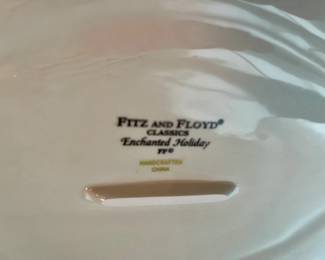 FITZ AND FLOYD®
CLASSICS
Enchanted Holiday
FF®
HANDCRAFTED
CHINA